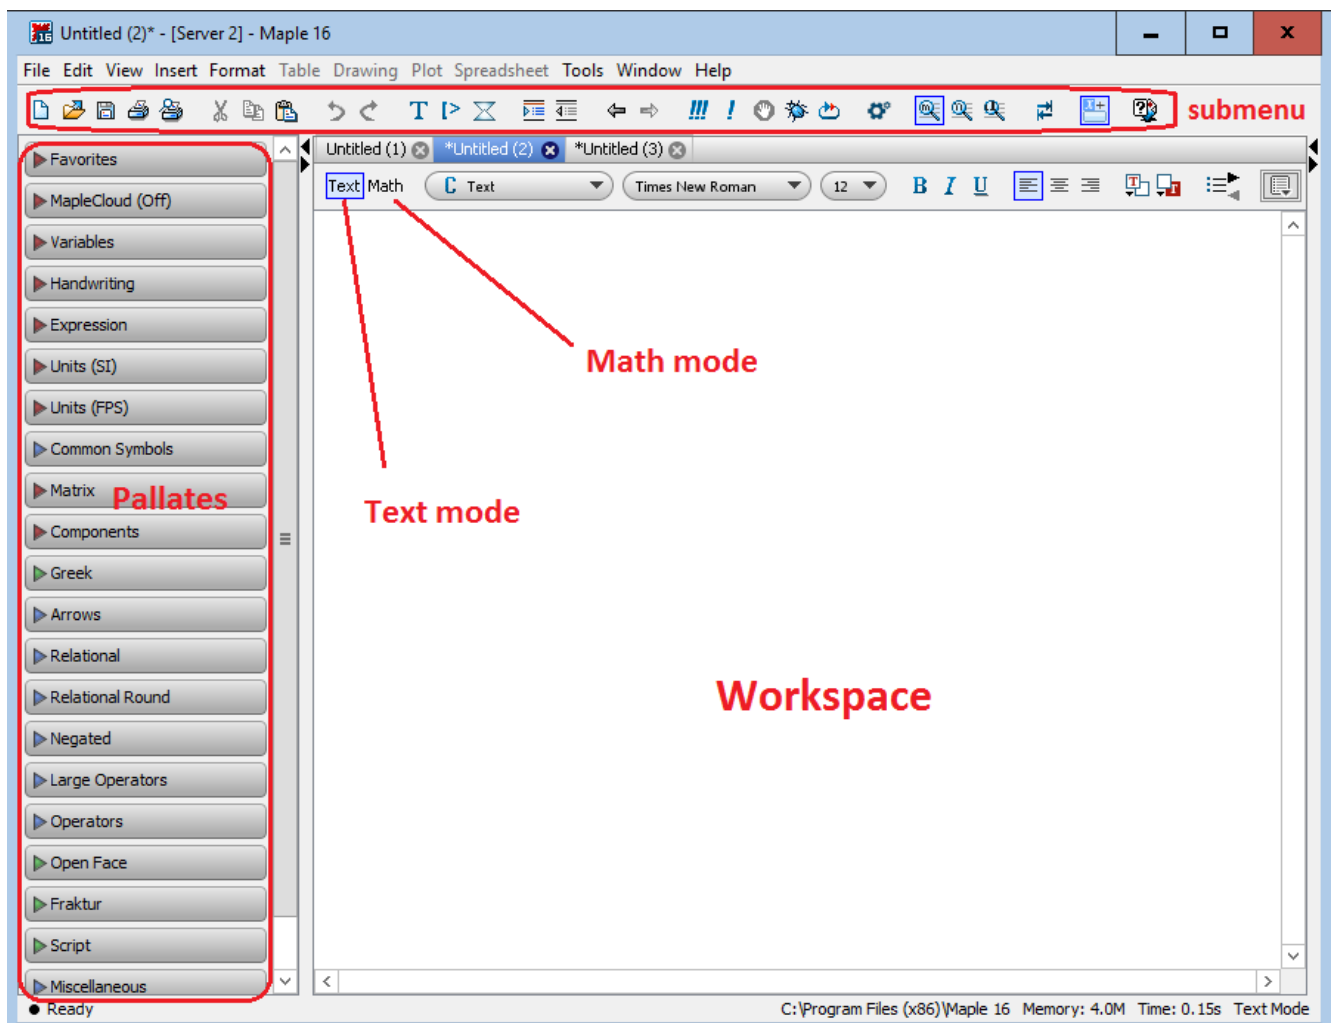 Untitled (2)* - [Server 2] - Maple 16
File Edit View Insert Format Table Drawing Plot Spreadsheet Tools Window Help
submenu
Untitled (1) *Untitled (2) *Untitled (3)
Text Math C Text Times New Roman 12 B I U
Favorites
MapleCloud (Off)
Variables
Handwriting
Expression
Units (SI)
Units (FPS)
Common Symbols
Matrix
Pallates
Components
Greek
Arrows
Relational
Relational Round
Negated
Large Operators
Operators
Open Face
Fraktur
Script
Miscellaneous
Math mode
Text mode
Workspace
Ready C:\Program Files (x86)\Maple 16 Memory: 4.0M Time: 0.15s Text Mode